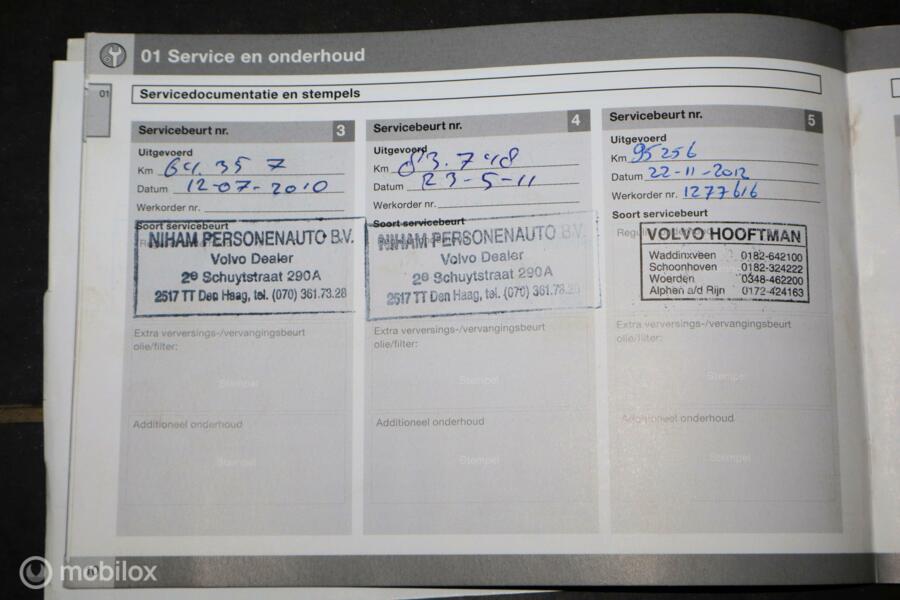 01 Service en onderhoud
01
Servicedocumentatie en stempels
Servicebeurt nr. 3
Uitgevoerd
Km 64.357
Datum 12-07-2010
Werkorder nr.
Soort servicebeurt
NIHAM PERSONENAUTO B.V.
Volvo Dealer
2e Schuytstraat 290A
2517 TT Den Haag, tel. (070) 361.73.28
Extra verversings-/vervangingsbeurt
olie/filter:
Stempel
Additioneel onderhoud
Stempel
Servicebeurt nr. 4
Uitgevoerd
Km 83.748
Datum 23-5-11
Werkorder nr.
Soort servicebeurt
NIHAM PERSONENAUTO B.V.
Volvo Dealer
2e Schuytstraat 290A
2517 TT Den Haag, tel. (070) 361.73.28
Extra verversings-/vervangingsbeurt
olie/filter:
Stempel
Additioneel onderhoud
Stempel
Servicebeurt nr. 5
Uitgevoerd
Km 95256
Datum 22-11-2012
Werkorder nr. 1277616
Soort servicebeurt
VOLVO HOOFTMAN
Waddinxveen 0182-642100
Schoonhoven 0182-324222
Woerden 0348-462200
Alphen a/d Rijn 0172-424163
Extra verversings-/vervangingsbeurt
olie/filter:
Stempel
Additioneel onderhoud
Stempel
mobilox